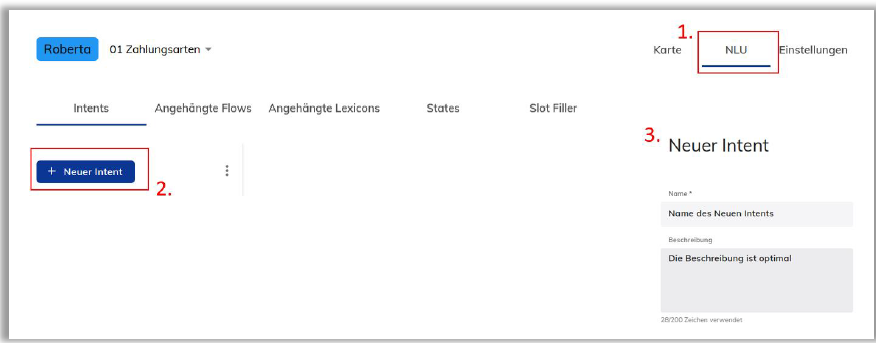 1.
Roberta 01 Zahlungsarten Karte NLU Einstellungen
Intents Angehängte Flows Angehängte Lexicons States Slot Filler
3. Neuer Intent
+ Neuer Intent
2.
Name *
Name des Neuen Intents
Beschreibung
Die Beschreibung ist optimal
28/200 Zeichen verwendet